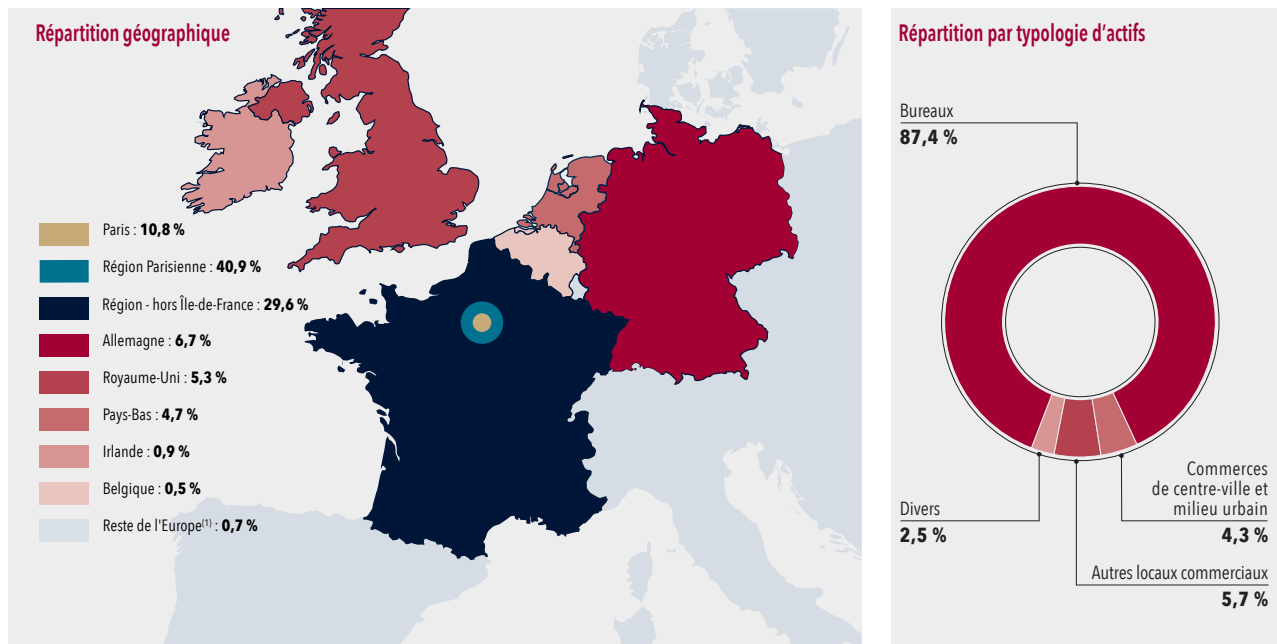 Répartition géographique
Paris : 10,8 %
Région Parisienne : 40,9 %
Région - hors Île-de-France : 29,6 %
Allemagne : 6,7 %
Royaume-Uni : 5,3 %
Pays-Bas : 4,7 %
Irlande : 0,9 %
Belgique : 0,5 %
Reste de l'Europe(1) : 0,7 %
Répartition par typologie d'actifs
Bureaux
87,4 %
Commerces
de centre-ville et
milieu urbain
4,3 %
Divers
2,5 %
Autres locaux commerciaux
5,7 %